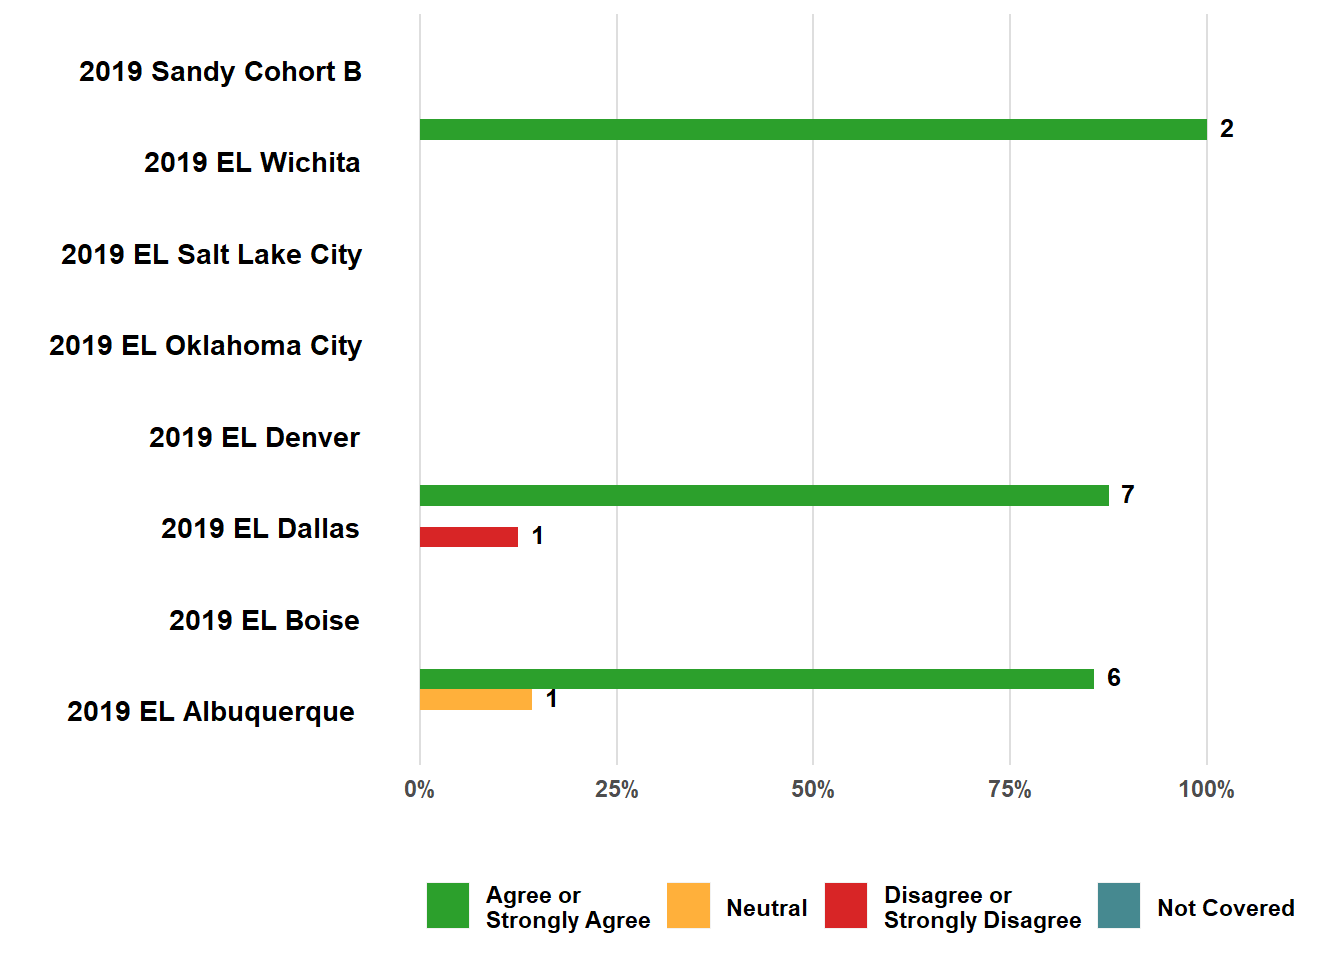 2019 Sandy Cohort B
2
2019 EL Wichita
2019 EL Salt Lake City
2019 EL Oklahoma City
2019 EL Denver
7
2019 EL Dallas
1
2019 EL Boise
6
1
2019 EL Albuquerque
0% 25% 50% 75% 100%
Agree or
Strongly Agree
Neutral
Disagree or
Strongly Disagree
Not Covered